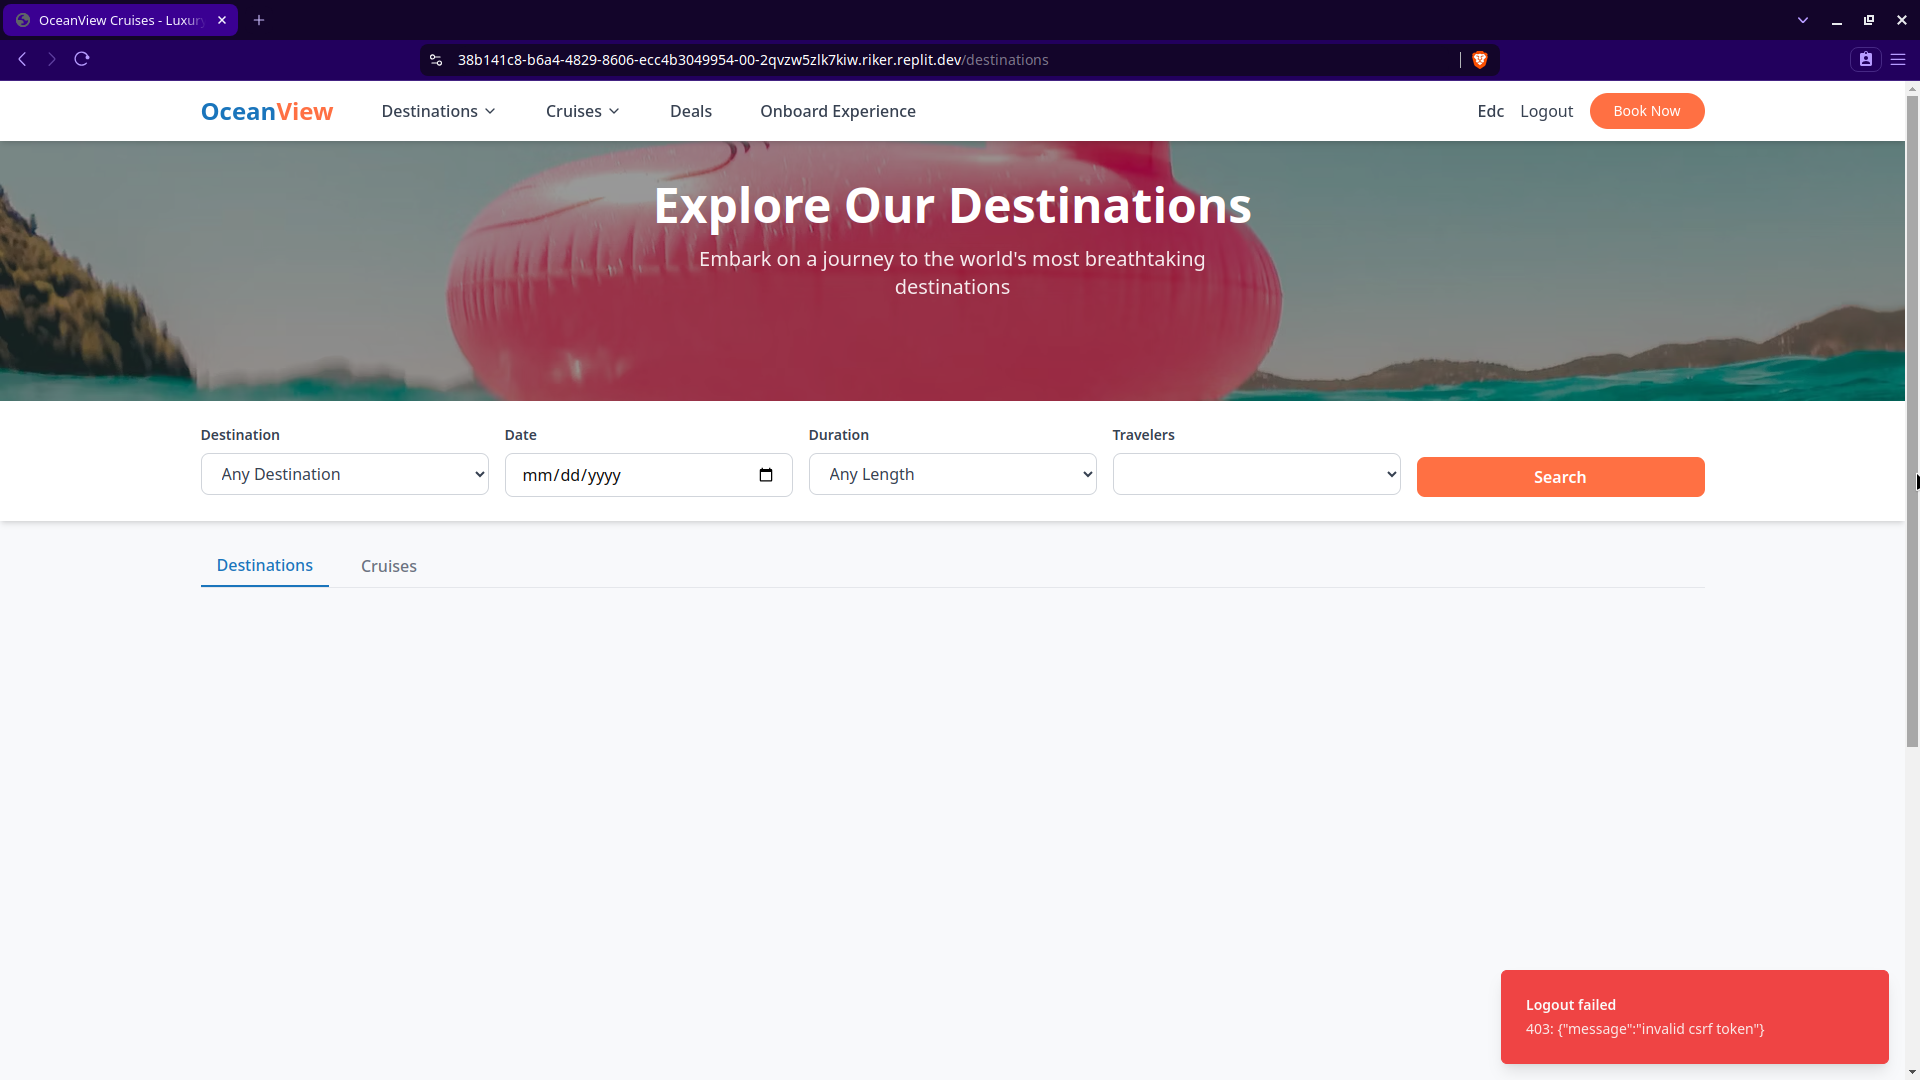 OceanView Cruises - Luxur
38b141c8-b6a4-4829-8606-ecc4b3049954-00-2qvzw5zlk7kiw.riker.replit.dev/destinations
OceanView Destinations Cruises Deals Onboard Experience Edc Logout Book Now
Explore Our Destinations
Embark on a journey to the world's most breathtaking
destinations
Destination Date Duration Travelers
Any Destination mm/dd/yyyy Any Length Search
Destinations Cruises
Logout failed
403: {"message":"invalid csrf token"}